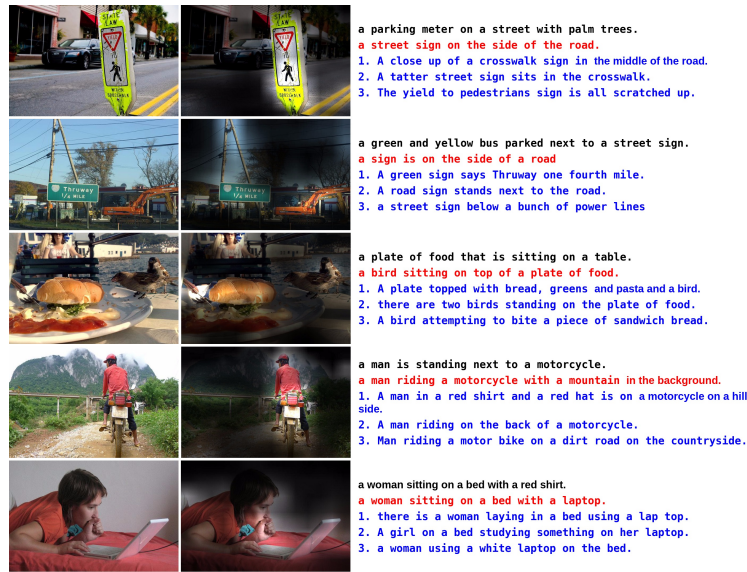 STATE
LAW
a parking meter on a street with palm trees.
a street sign on the side of the road.
1. A close up of a crosswalk sign in the middle of the road.
2. A tatter street sign sits in the crosswalk.
3. The yield to pedestrians sign is all scratched up.
Thruway
1/4 MILE
a green and yellow bus parked next to a street sign.
a sign is on the side of a road
1. A green sign says Thruway one fourth mile.
2. A road sign stands next to the road.
3. a street sign below a bunch of power lines
a plate of food that is sitting on a table.
a bird sitting on top of a plate of food.
1. A plate topped with bread, greens and pasta and a bird.
2. there are two birds standing on the plate of food.
3. A bird attempting to bite a piece of sandwich bread.
a man is standing next to a motorcycle.
a man riding a motorcycle with a mountain in the background.
1. A man in a red shirt and a red hat is on a motorcycle on a hill
side.
2. A man riding on the back of a motorcycle.
3. Man riding a motor bike on a dirt road on the countryside.
a woman sitting on a bed with a red shirt.
a woman sitting on a bed with a laptop.
1. there is a woman laying in a bed using a lap top.
2. A girl on a bed studying something on her laptop.
3. a woman using a white laptop on the bed.